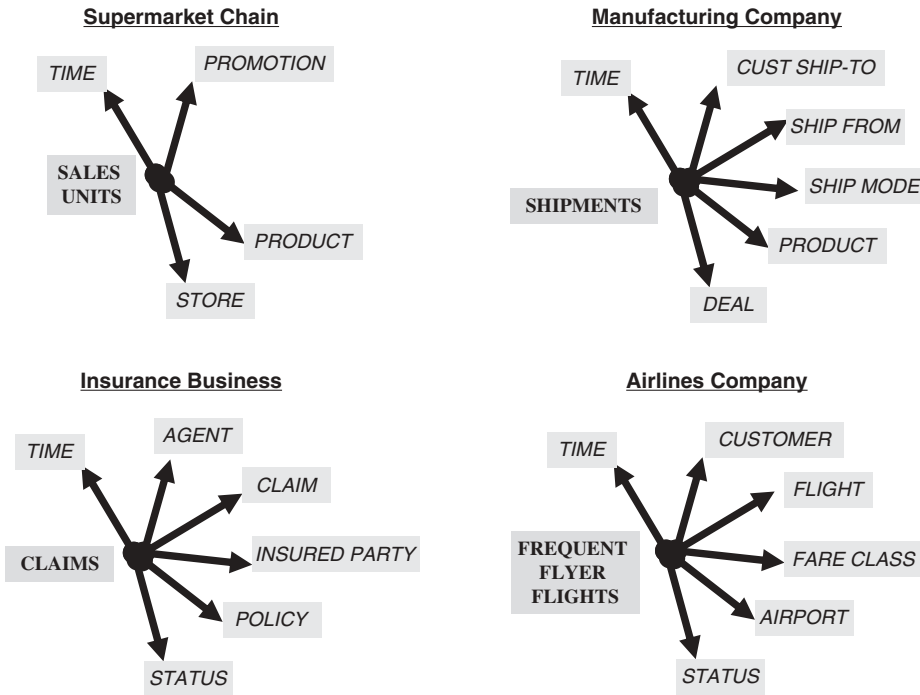 Supermarket Chain
TIME
PROMOTION
SALES
UNITS
PRODUCT
STORE
Manufacturing Company
TIME
CUST SHIP-TO
SHIP FROM
SHIP MODE
SHIPMENTS
PRODUCT
DEAL
Insurance Business
TIME
AGENT
CLAIM
INSURED PARTY
CLAIMS
POLICY
STATUS
Airlines Company
TIME
CUSTOMER
FLIGHT
FREQUENT
FLYER
FLIGHTS
FARE CLASS
AIRPORT
STATUS